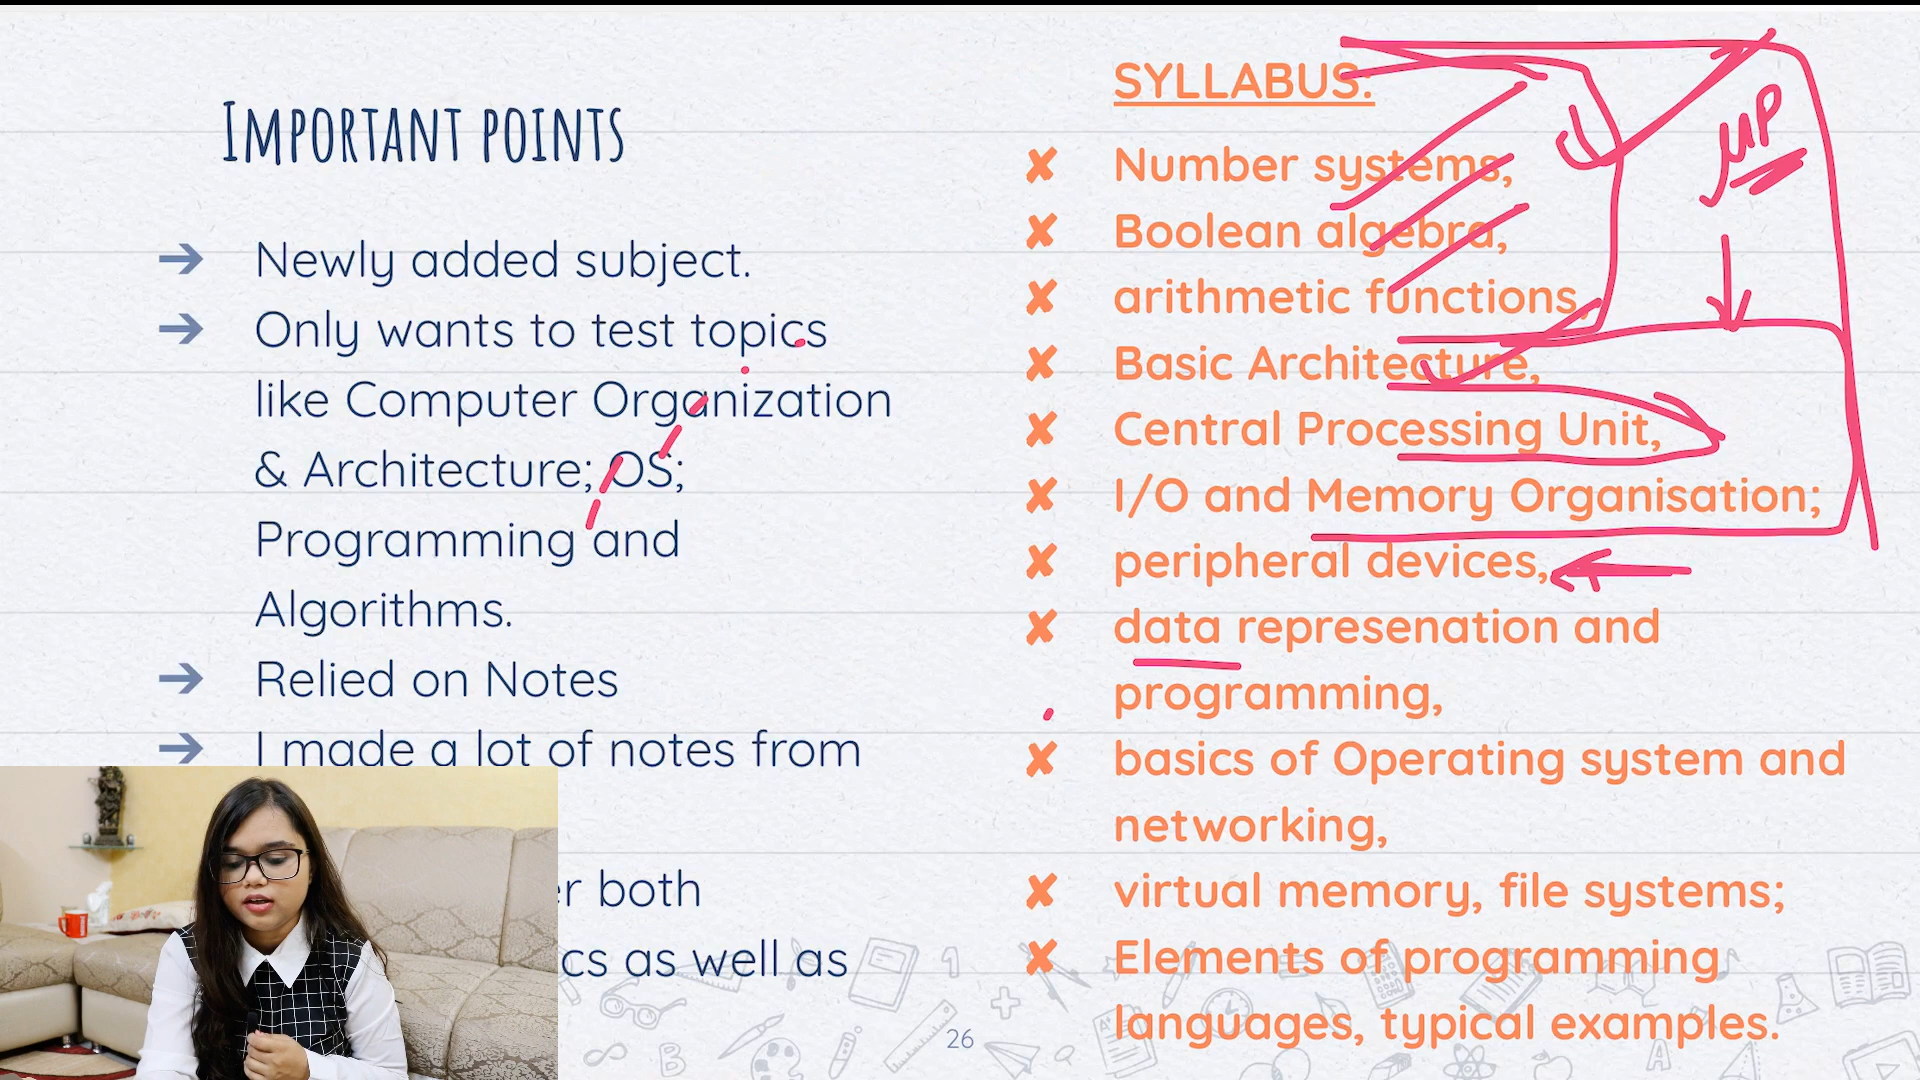 Important points
Newly added subject.
Only wants to test topics
like Computer Organization
& Architecture; OS;
Programming and
Algorithms.
Relied on Notes
I made a lot of notes from
both
as well as
SYLLABUS:
Number systems,
Boolean algebra,
arithmetic functions,
Basic Architecture,
Central Processing Unit,
I/O and Memory Organisation;
peripheral devices,
data represenation and
programming,
basics of Operating system and
networking,
virtual memory, file systems;
Elements of programming
languages, typical examples.
μP
26